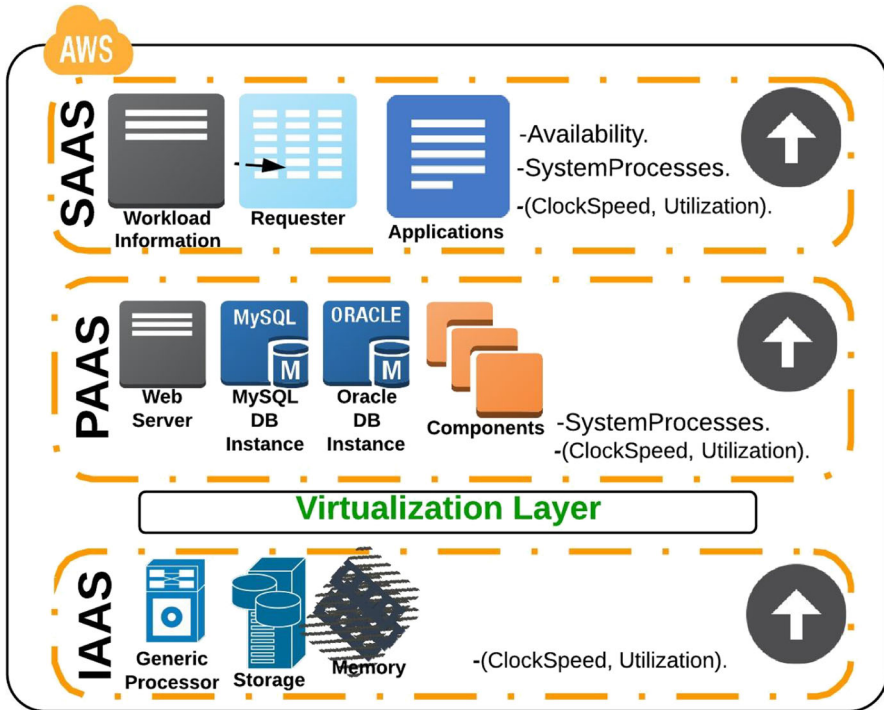 AWS
SAAS
Workload
Information
Requester
Applications
-Availability.
-SystemProcesses.
-(ClockSpeed, Utilization).
PAAS
Web
Server
MySQL
M
MySQL
DB
Instance
ORACLE
M
Oracle
DB
Instance
Components
-SystemProcesses.
-(ClockSpeed, Utilization).
Virtualization Layer
IAAS
Generic
Processor
Storage
Memory
-(ClockSpeed, Utilization).